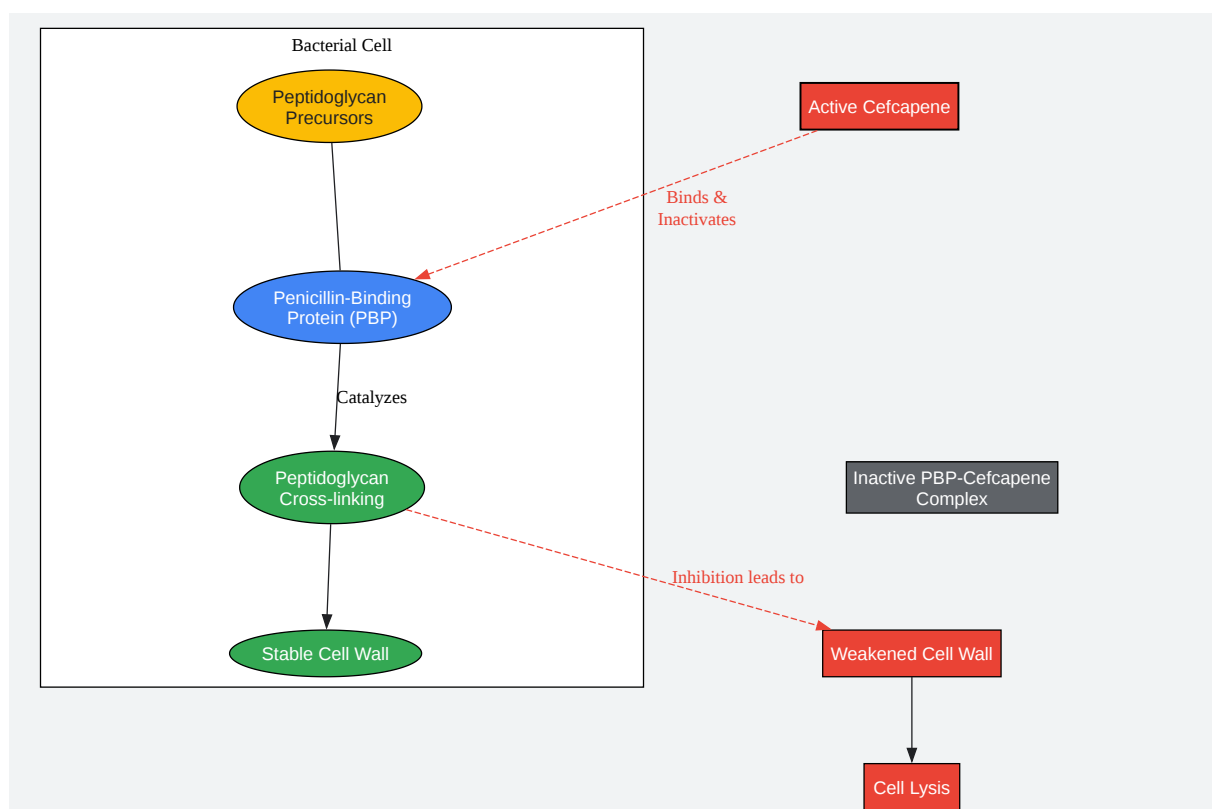 Bacterial Cell
Peptidoglycan
Precursors
Active Cefcapene
Binds &
Inactivates
Penicillin-Binding
Protein (PBP)
Catalyzes
Peptidoglycan
Cross-linking
Inactive PBP-Cefcapene
Complex
Inhibition leads to
Stable Cell Wall
Weakened Cell Wall
Cell Lysis